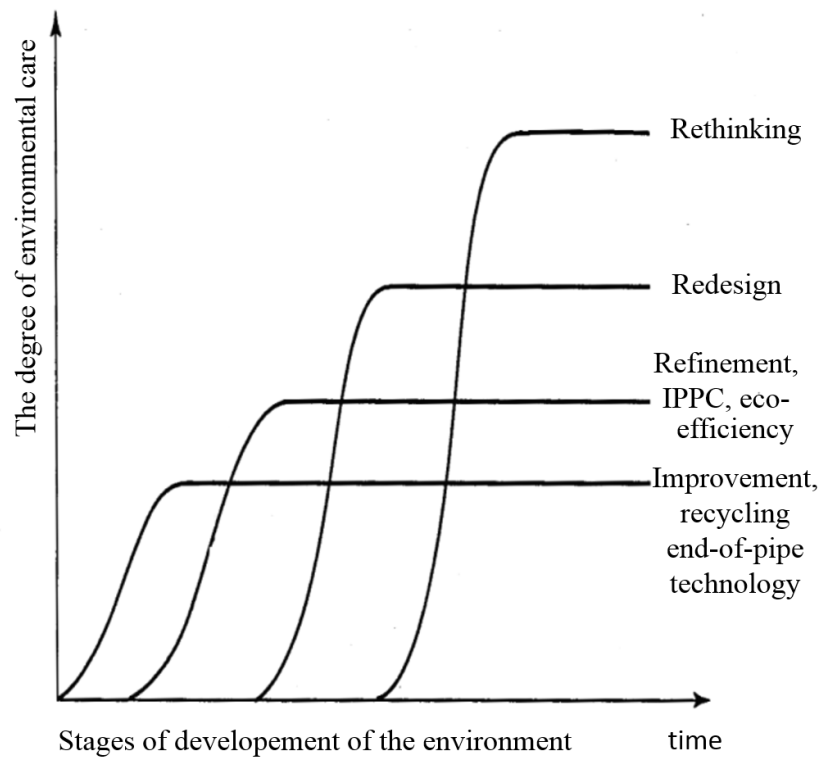 The degree of environmental care
Rethinking
Redesign
Refinement,
IPPC, eco-
efficiency
Improvement,
recycling
end-of-pipe
technology
Stages of developement of the environment
time